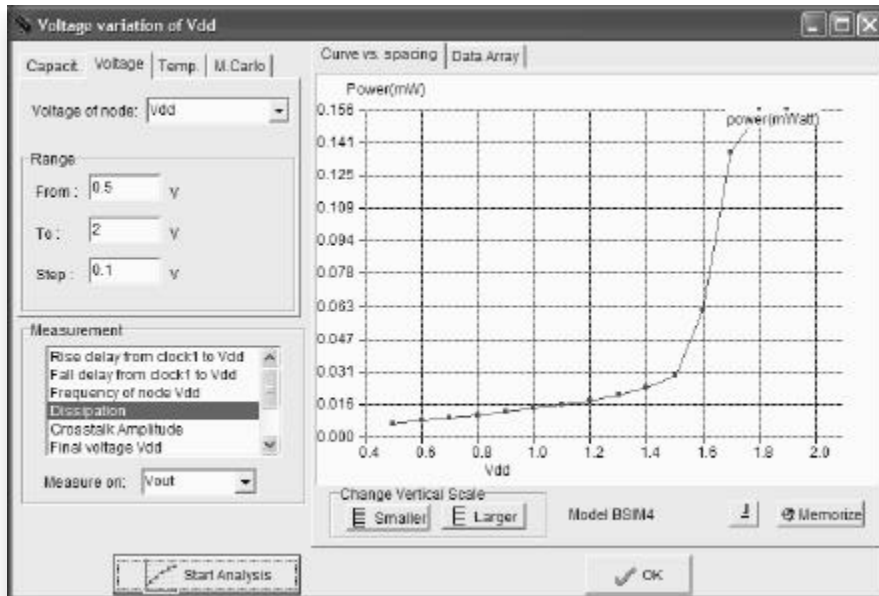 Voltage variation of Vdd
Capacit. Voltage Temp. M.Carlo
Voltage of node: Vdd
Range
From : 0.5 V
To : 2 V
Step : 0.1 V
Measurement
Rise delay from clock1 to Vdd
Fall delay from clock1 to Vdd
Frequency of node Vdd
Dissipation
Crosstalk Amplitude
Final voltage Vdd
Measure on: Vout
Start Analysis
Curve vs. spacing Data Array
Power(mW)
power(mWatt)
0.156
0.141
0.125
0.109
0.094
0.078
0.063
0.047
0.031
0.016
0.000
0.4 0.6 0.8 1.0 1.2 1.4 1.6 1.8 2.0
Vdd
Change Vertical Scale
Smaller Larger
Model BSIM4
Memorize
OK